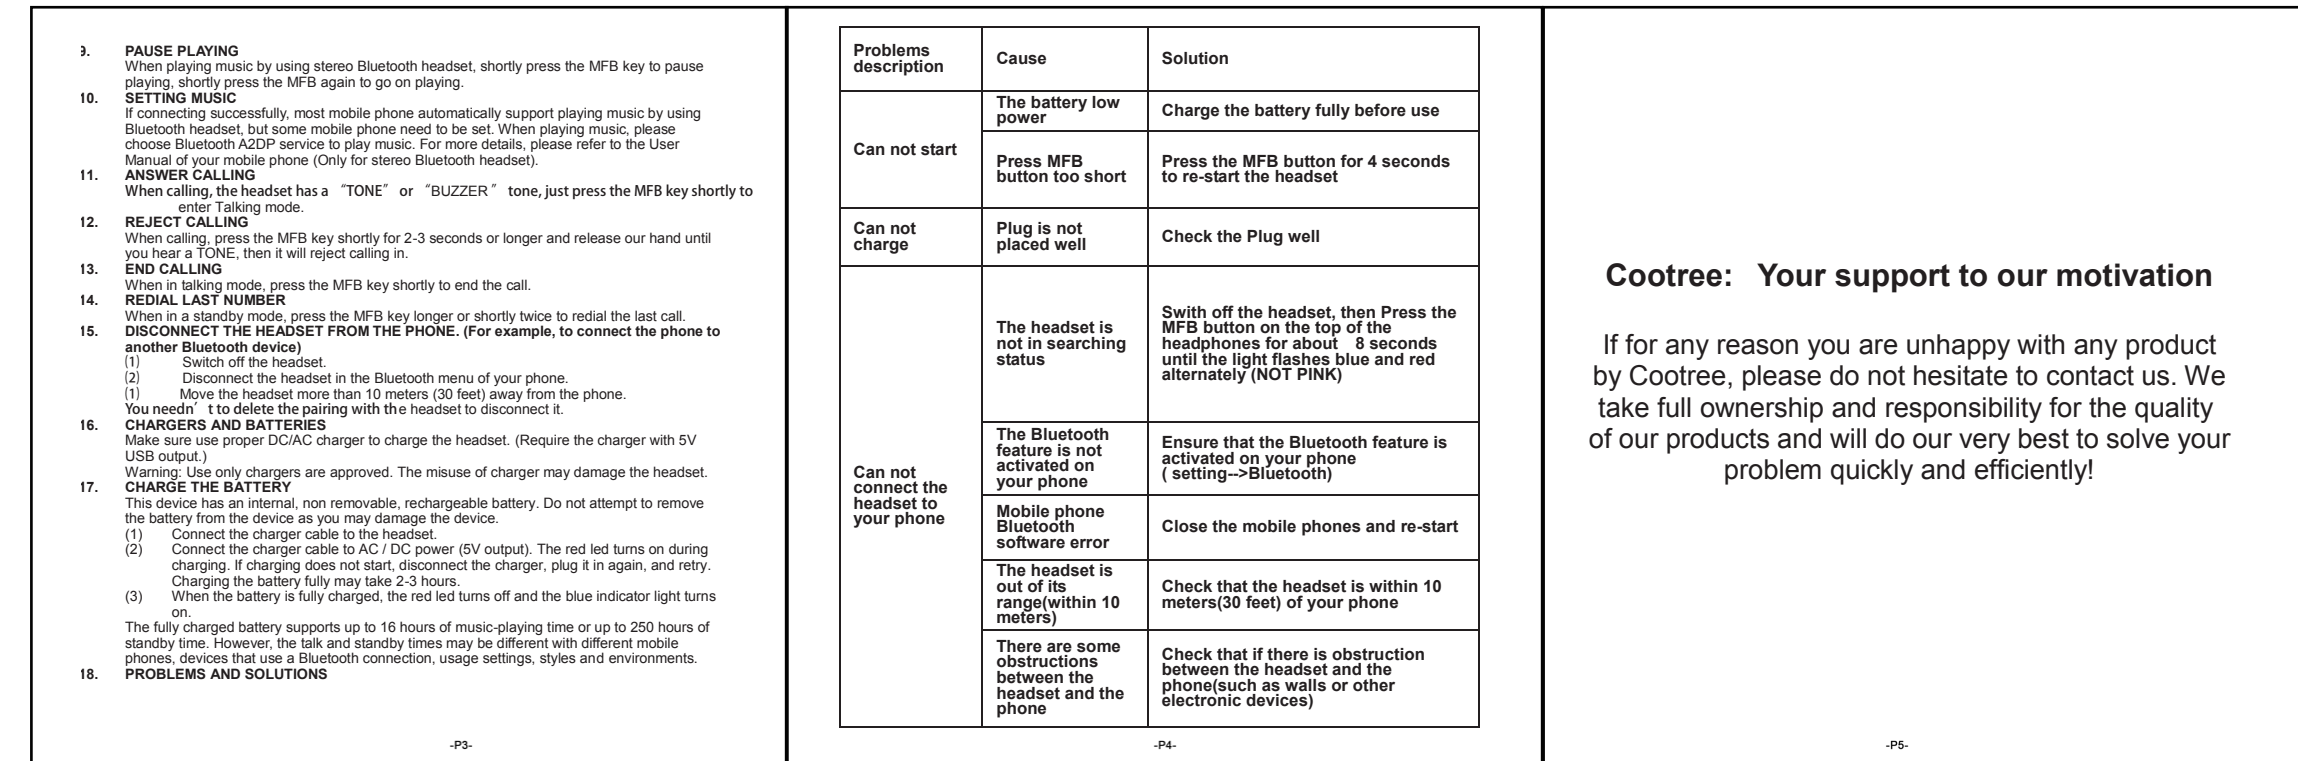 9. PAUSE PLAYING
When playing music by using stereo Bluetooth headset, shortly press the MFB key to pause
playing, shortly press the MFB again to go on playing.
10. SETTING MUSIC
If connecting successfully, most mobile phone automatically support playing music by using
Bluetooth headset, but some mobile phone need to be set. When playing music, please
choose Bluetooth A2DP service to play music. For more details, please refer to the User
Manual of your mobile phone (Only for stereo Bluetooth headset).
11. ANSWER CALLING
When calling, the headset has a “TONE” or “BUZZER ” tone, just press the MFB key shortly to
enter Talking mode.
12. REJECT CALLING
When calling, press the MFB key shortly for 2-3 seconds or longer and release our hand until
you hear a TONE, then it will reject calling in.
13. END CALLING
When in talking mode, press the MFB key shortly to end the call.
14. REDIAL LAST NUMBER
When in a standby mode, press the MFB key longer or shortly twice to redial the last call.
15. DISCONNECT THE HEADSET FROM THE PHONE. (For example, to connect the phone to
another Bluetooth device)
(1) Switch off the headset.
(2) Disconnect the headset in the Bluetooth menu of your phone.
(1) Move the headset more than 10 meters (30 feet) away from the phone.
You needn’ t to delete the pairing with the headset to disconnect it.
16. CHARGERS AND BATTERIES
Make sure use proper DC/AC charger to charge the headset. (Require the charger with 5V
USB output.)
Warning: Use only chargers are approved. The misuse of charger may damage the headset.
17. CHARGE THE BATTERY
This device has an internal, non removable, rechargeable battery. Do not attempt to remove
the battery from the device as you may damage the device.
(1) Connect the charger cable to the headset.
(2) Connect the charger cable to AC / DC power (5V output). The red led turns on during
charging. If charging does not start, disconnect the charger, plug it in again, and retry.
Charging the battery fully may take 2-3 hours.
(3) When the battery is fully charged, the red led turns off and the blue indicator light turns
on.
The fully charged battery supports up to 16 hours of music-playing time or up to 250 hours of
standby time. However, the talk and standby times may be different with different mobile
phones, devices that use a Bluetooth connection, usage settings, styles and environments.
18. PROBLEMS AND SOLUTIONS
-P3-
Problems
description
Cause
Solution
Can not start
The battery low
power
Charge the battery fully before use
Press MFB
button too short
Press the MFB button for 4 seconds
to re-start the headset
Can not
charge
Plug is not
placed well
Check the Plug well
Can not
connect the
headset to
your phone
The headset is
not in searching
status
Swith off the headset, then Press the
MFB button on the top of the
headphones for about 8 seconds
until the light flashes blue and red
alternately (NOT PINK)
The Bluetooth
feature is not
activated on
your phone
Ensure that the Bluetooth feature is
activated on your phone
( setting-->Bluetooth)
Mobile phone
Bluetooth
software error
Close the mobile phones and re-start
The headset is
out of its
range(within 10
meters)
Check that the headset is within 10
meters(30 feet) of your phone
There are some
obstructions
between the
headset and the
phone
Check that if there is obstruction
between the headset and the
phone(such as walls or other
electronic devices)
-P4-
Cootree: Your support to our motivation
If for any reason you are unhappy with any product
by Cootree, please do not hesitate to contact us. We
take full ownership and responsibility for the quality
of our products and will do our very best to solve your
problem quickly and efficiently!
-P5-